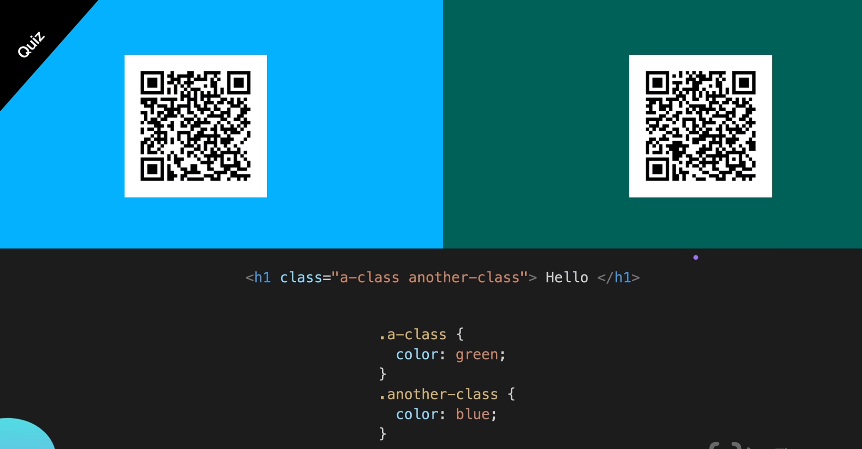 Quiz
<h1 class="a-class another-class"> Hello </h1>
.a-class {
color: green;
}
.another-class {
color: blue;
}